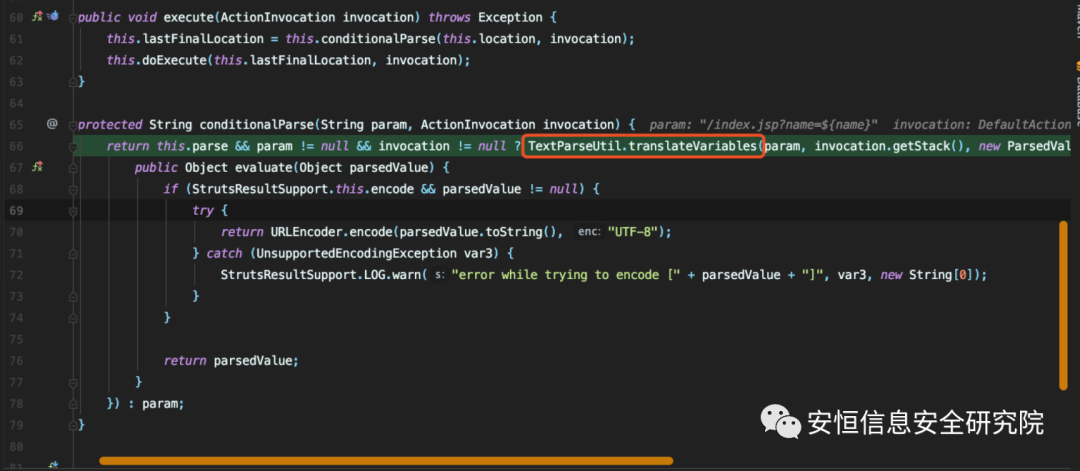 60 public void execute(ActionInvocation invocation) throws Exception {
61 this.lastFinalLocation = this.conditionalParse(this.location, invocation);
62 this.doExecute(this.lastFinalLocation, invocation);
63 }
64
65 @ protected String conditionalParse(String param, ActionInvocation invocation) { param: "/index.jsp?name=${name}" invocation: DefaultAction
66 return this.parse && param != null && invocation != null ? TextParseUtil.translateVariables(param, invocation.getStack(), new ParsedVal
67 public Object evaluate(Object parsedValue) {
68 if (StrutsResultSupport.this.encode && parsedValue != null) {
69 try {
70 return URLEncoder.encode(parsedValue.toString(), enc: "UTF-8");
71 } catch (UnsupportedEncodingException var3) {
72 StrutsResultSupport.LOG.warn( s: "error while trying to encode [" + parsedValue + "]", var3, new String[0]);
73 }
74 }
75
76 return parsedValue;
77 }
78 }) : param;
79 }
80
81
安恒信息安全研究院